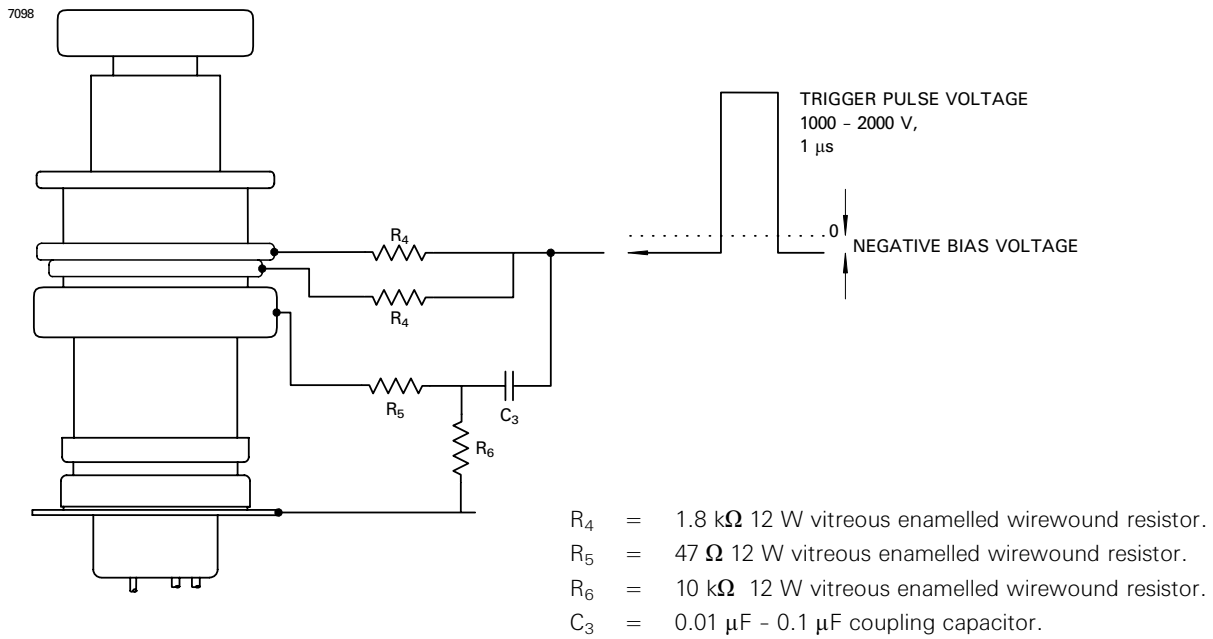 7098
TRIGGER PULSE VOLTAGE
1000 – 2000 V,
1 μs
0
NEGATIVE BIAS VOLTAGE
R₄
R₄
R₅
C₃
R₆
R₄ = 1.8 kΩ 12 W vitreous enamelled wirewound resistor.
R₅ = 47 Ω 12 W vitreous enamelled wirewound resistor.
R₆ = 10 kΩ 12 W vitreous enamelled wirewound resistor.
C₃ = 0.01 μF – 0.1 μF coupling capacitor.